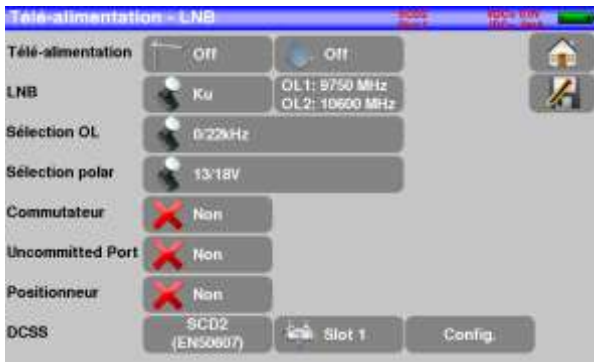 Télé-alimentation - LNB
Télé-alimentation Off Off
LNB Ku OL1: 9750 MHz
OL2: 10600 MHz
Sélection OL 0/22kHz
Sélection polar 13/18V
Commutateur Non
Uncommitted Port Non
Positionneur Non
DCSS SCD2
(EN50607) Slot 1 Config.